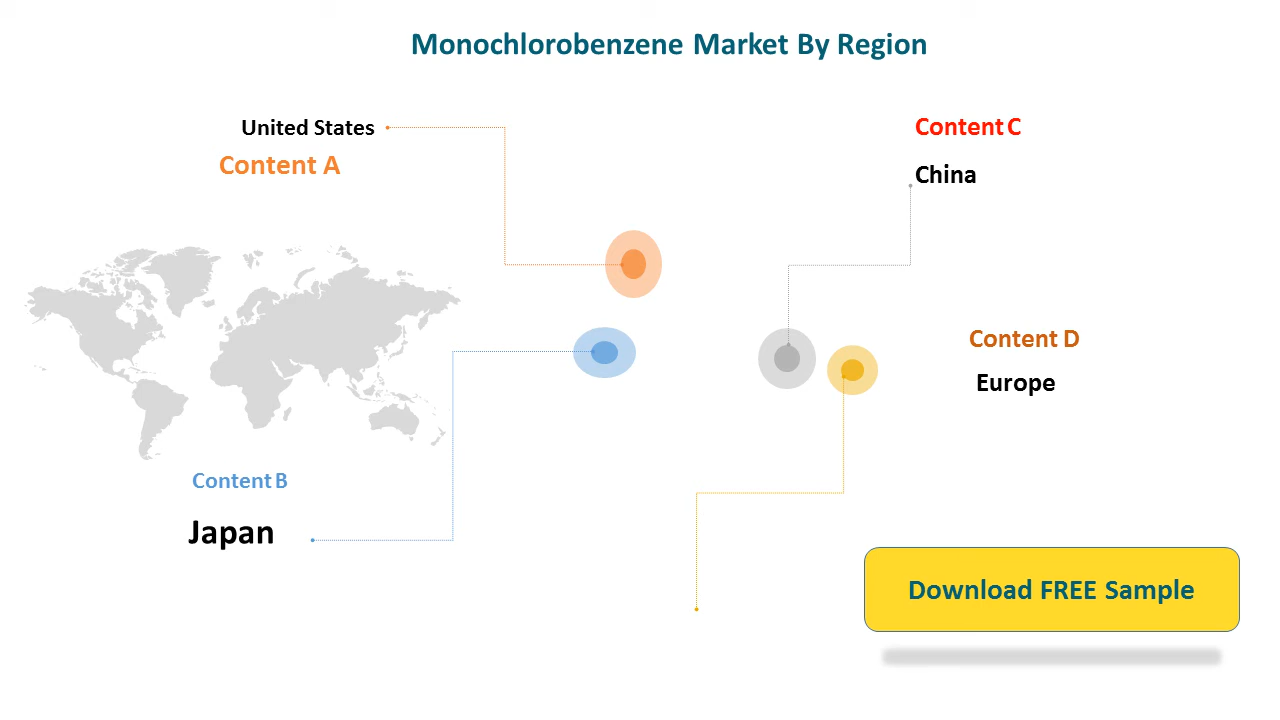 Monochlorobenzene Market By Region
United States
Content A
Content C
China
Content D
Europe
Content B
Japan
Download FREE Sample